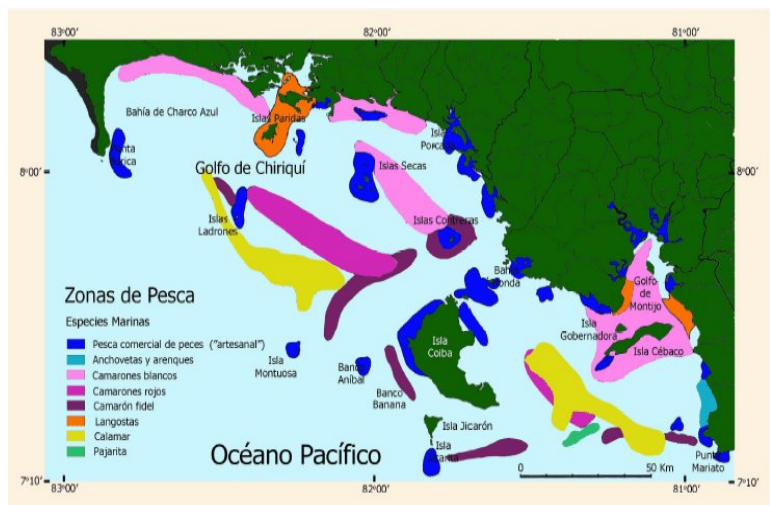 83°00'
82°00'
81°00'
Bahía de Charco Azul
Islas Paridas
Isla
Porcada
Punta
Burica
8°00'
Golfo de Chiriquí
Islas Secas
8°00'
Islas
Ladrones
Islas Contreras
Bahía
Honda
Golfo
de
Montijo
Zonas de Pesca
Especies Marinas
Pesca comercial de peces ("artesanal")
Anchovetas y arenques
Camarones blancos
Camarones rojos
Camarón fidel
Langostas
Calamar
Pajarita
Isla
Gobernadora
Isla Cébaco
Isla
Coiba
Isla
Montuosa
Banco
Aníbal
Banco
Banana
Isla Jicarón
Isla
Jicarita
Océano Pacífico
Punta
Mariato
0
50 Km
7°10'
7°10'
83°00'
82°00'
81°00'